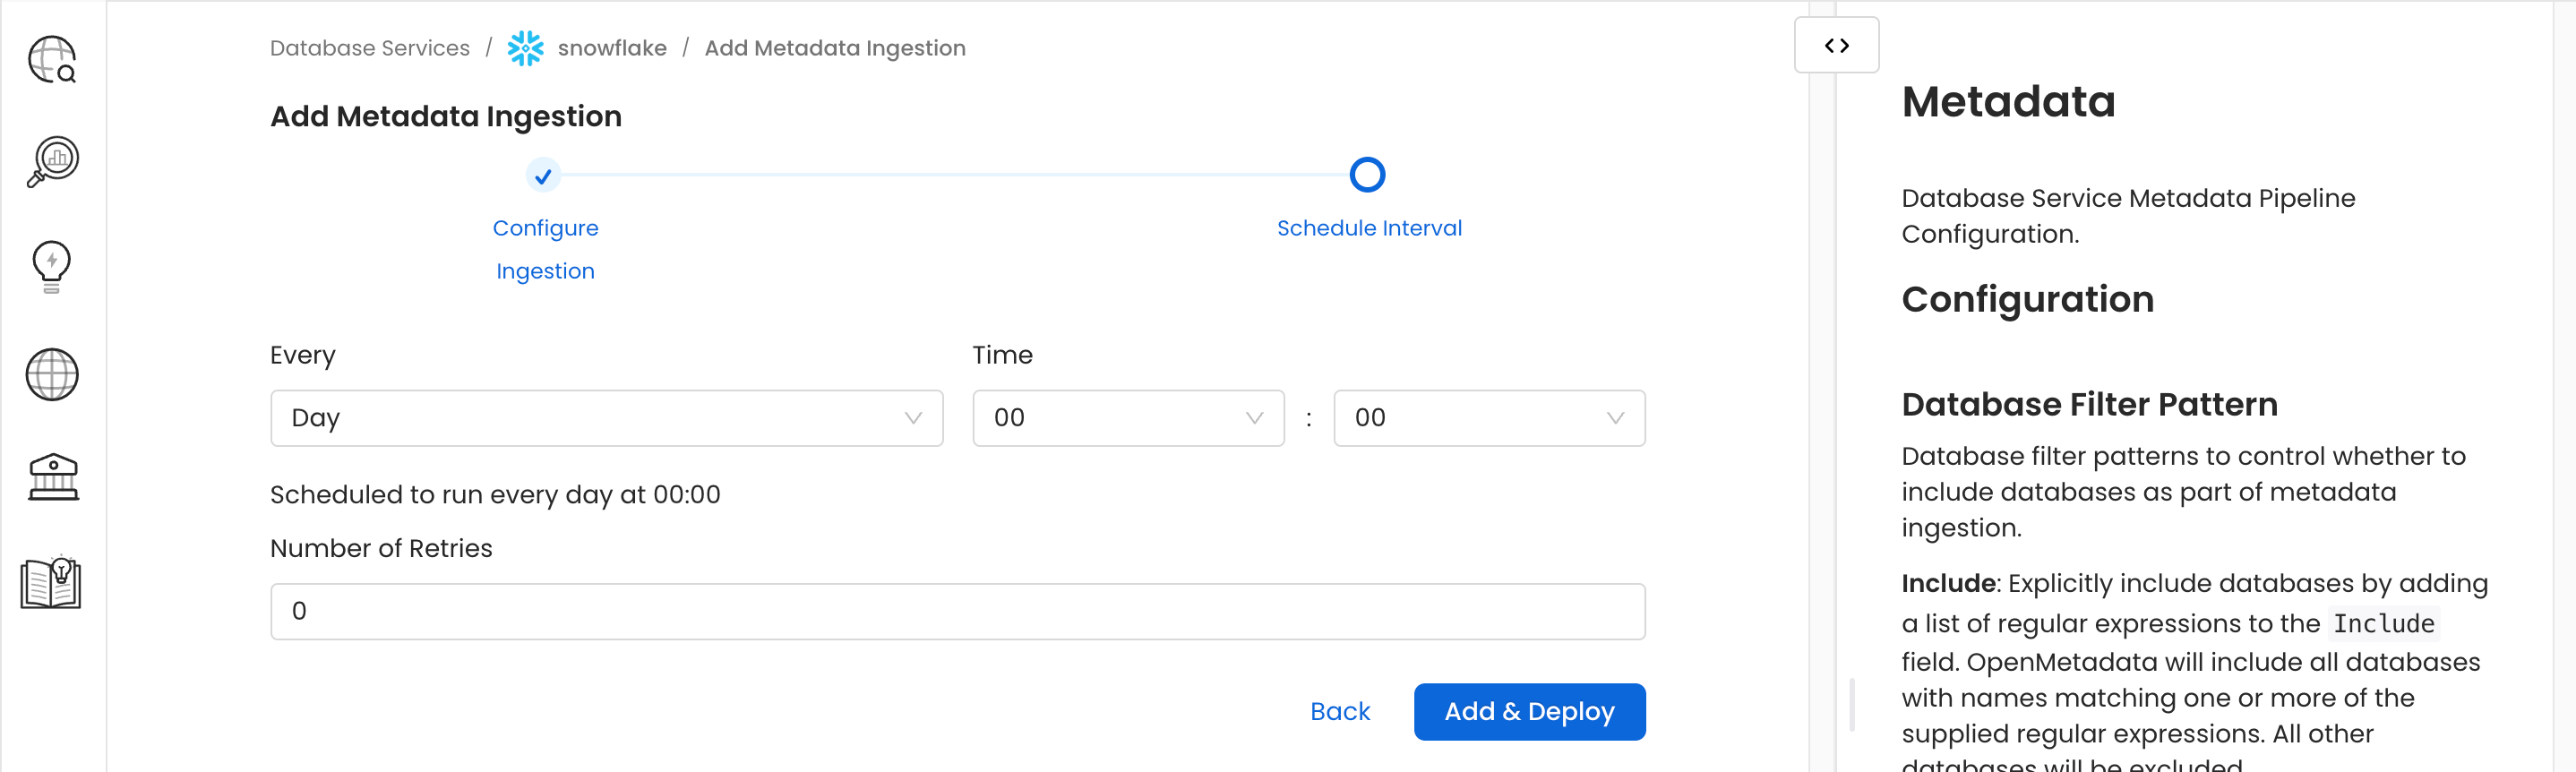 Database Services / snowflake / Add Metadata Ingestion
Add Metadata Ingestion
Configure
Ingestion
Schedule Interval
Every
Time
Day
00 : 00
Scheduled to run every day at 00:00
Number of Retries
0
Back
Add & Deploy
Metadata
Database Service Metadata Pipeline
Configuration.
Configuration
Database Filter Pattern
Database filter patterns to control whether to
include databases as part of metadata
ingestion.
Include: Explicitly include databases by adding
a list of regular expressions to the Include
field. OpenMetadata will include all databases
with names matching one or more of the
supplied regular expressions. All other
databases will be excluded